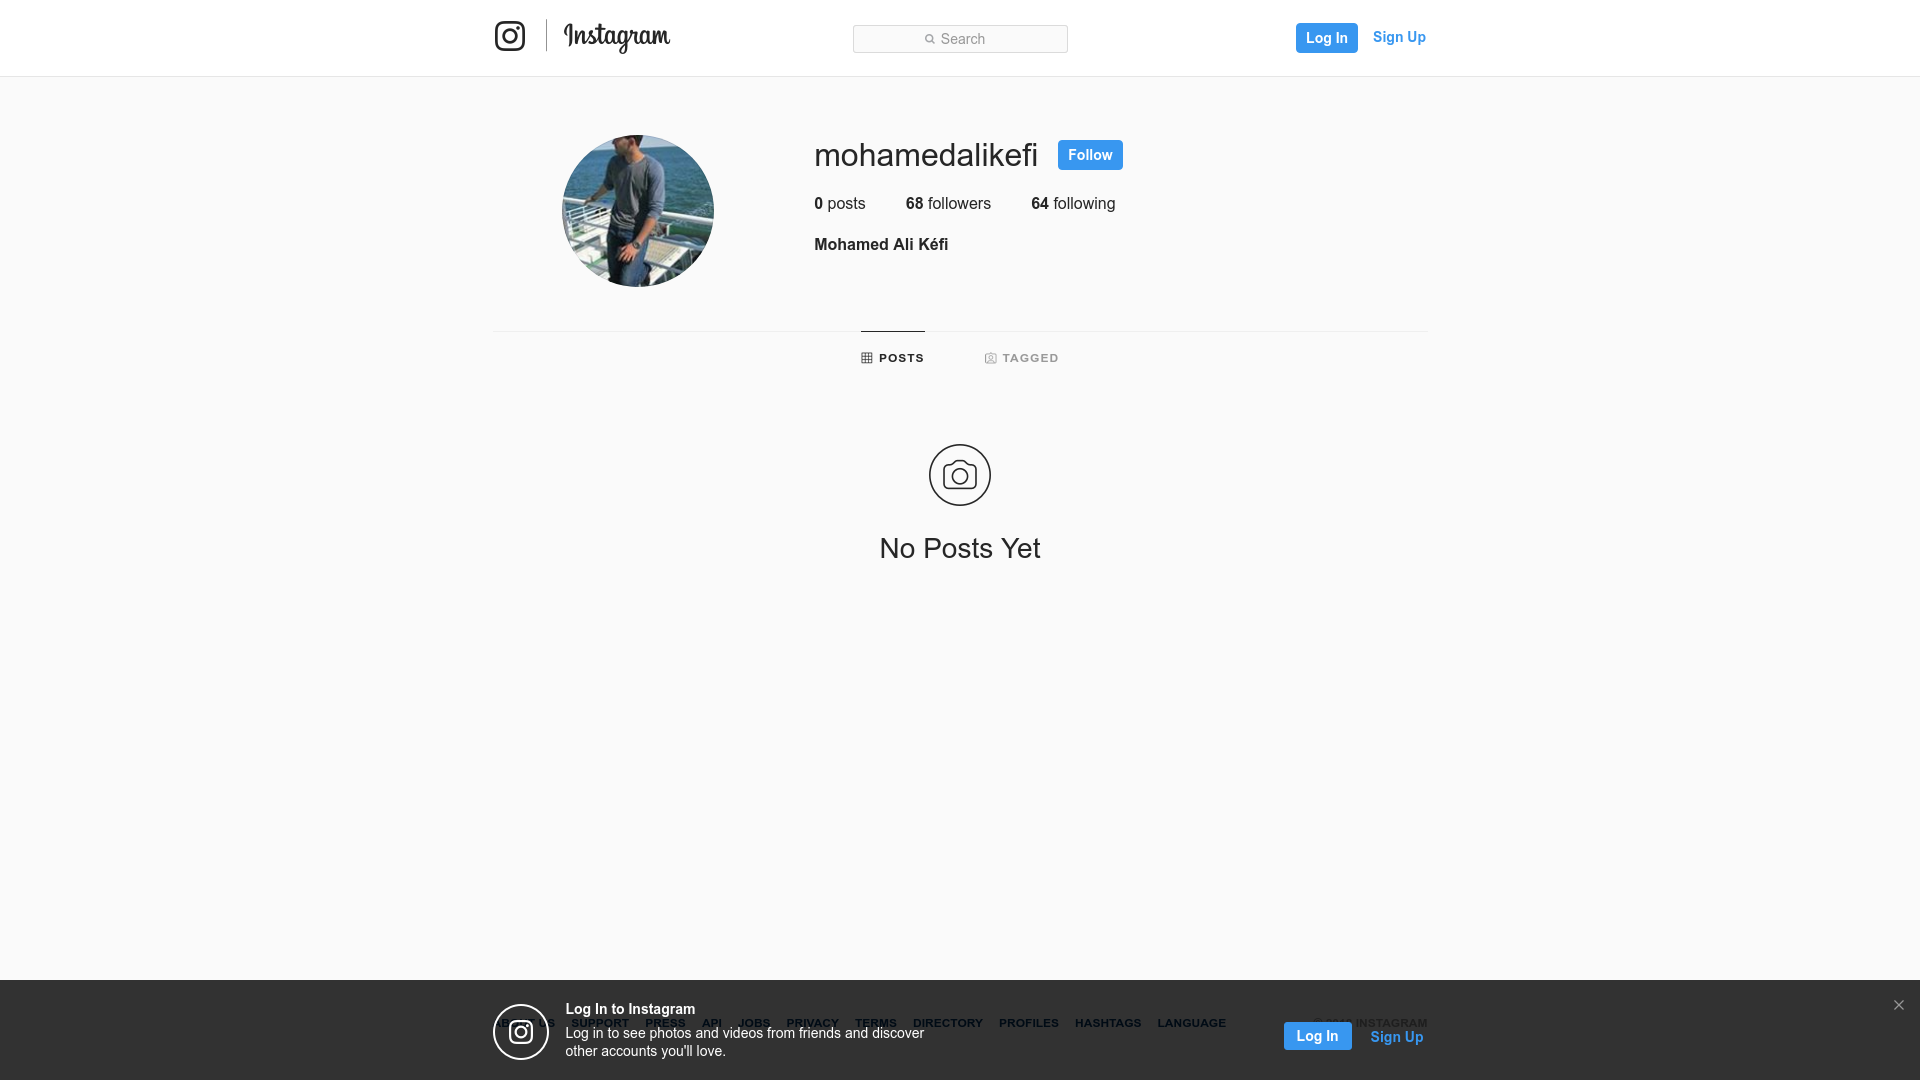 Instagram
Search
Log In
Sign Up
mohamedalikefi
Follow
0 posts
68 followers
64 following
Mohamed Ali Kéfi
POSTS
TAGGED
No Posts Yet
Log In to Instagram
ABOUT US SUPPORT PRESS API JOBS PRIVACY TERMS DIRECTORY PROFILES HASHTAGS LANGUAGE
INSTAGRAM
Log in to see photos and videos from friends and discover
other accounts you'll love.
Log In
Sign Up